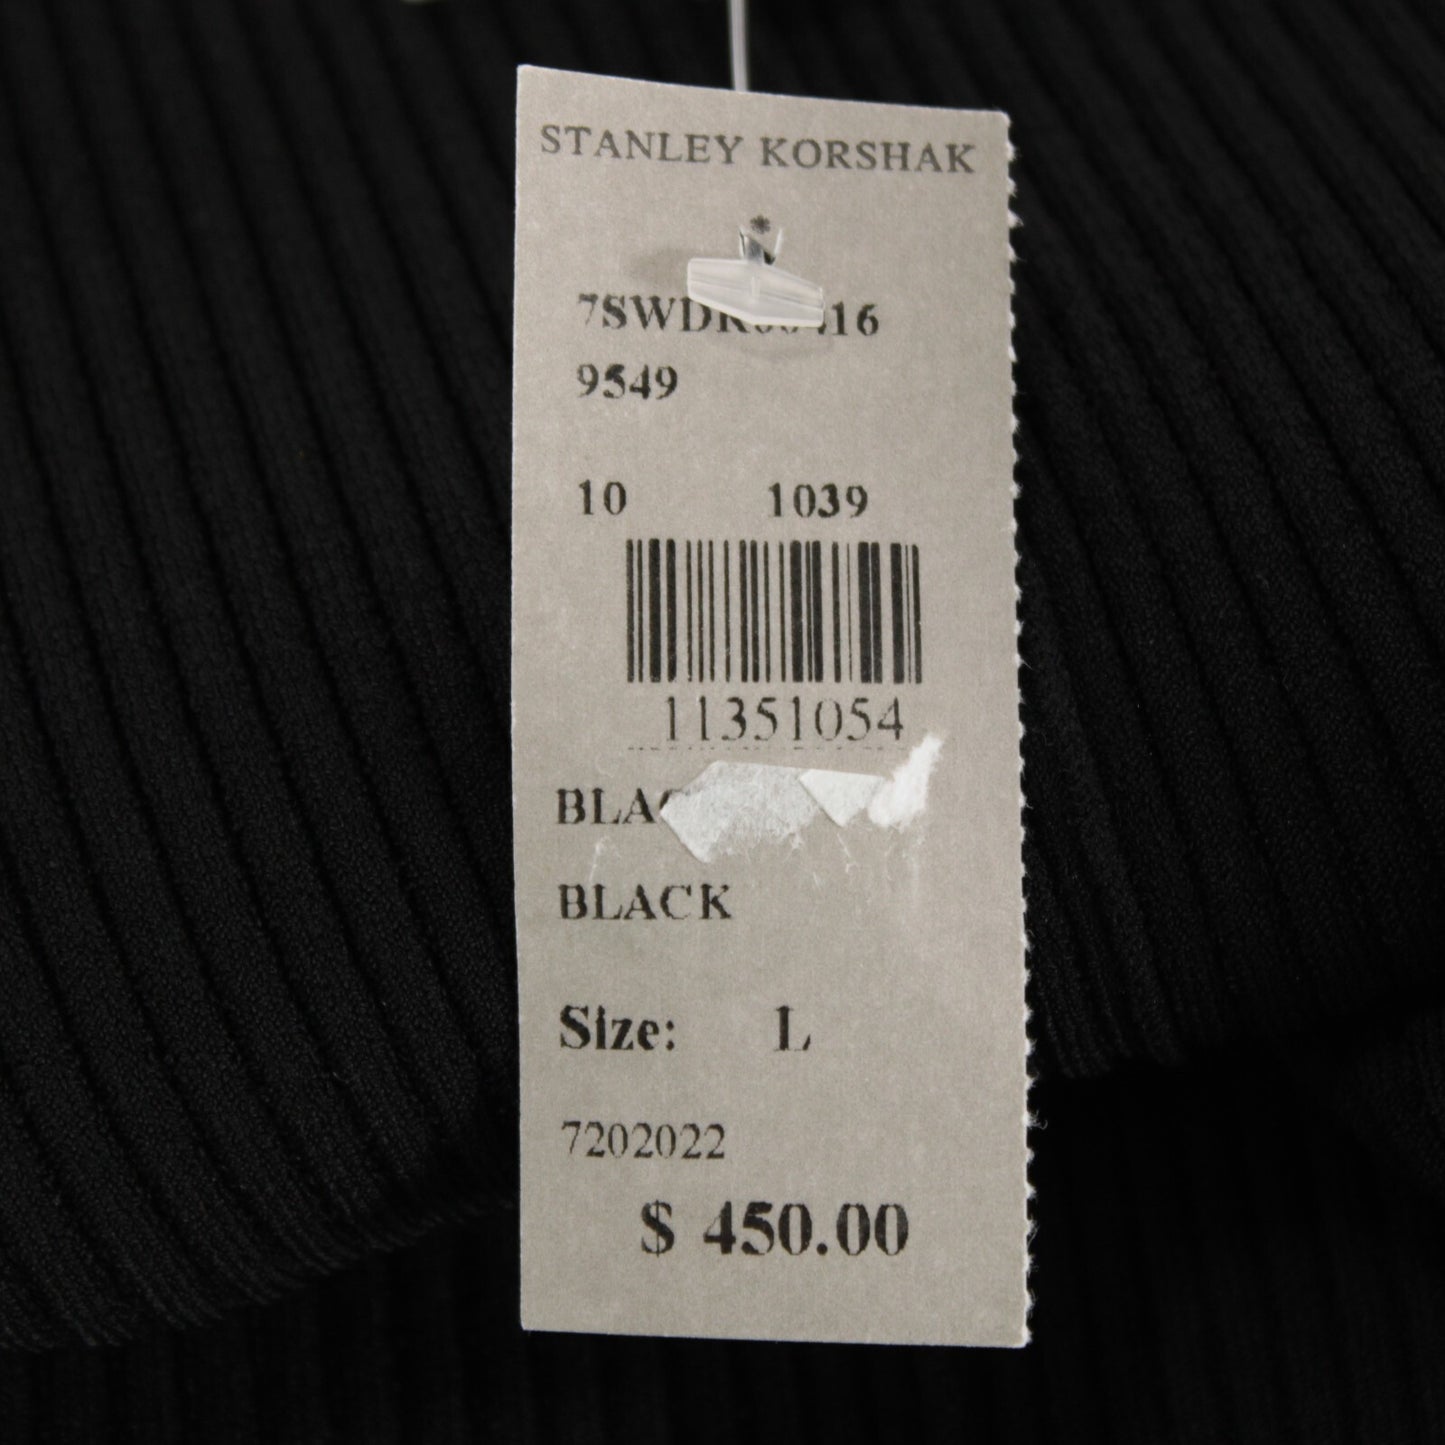 STANLEY KORSHAK
9549
10 1039
11351054
BLACK
Size: L
7202022
$ 450.00